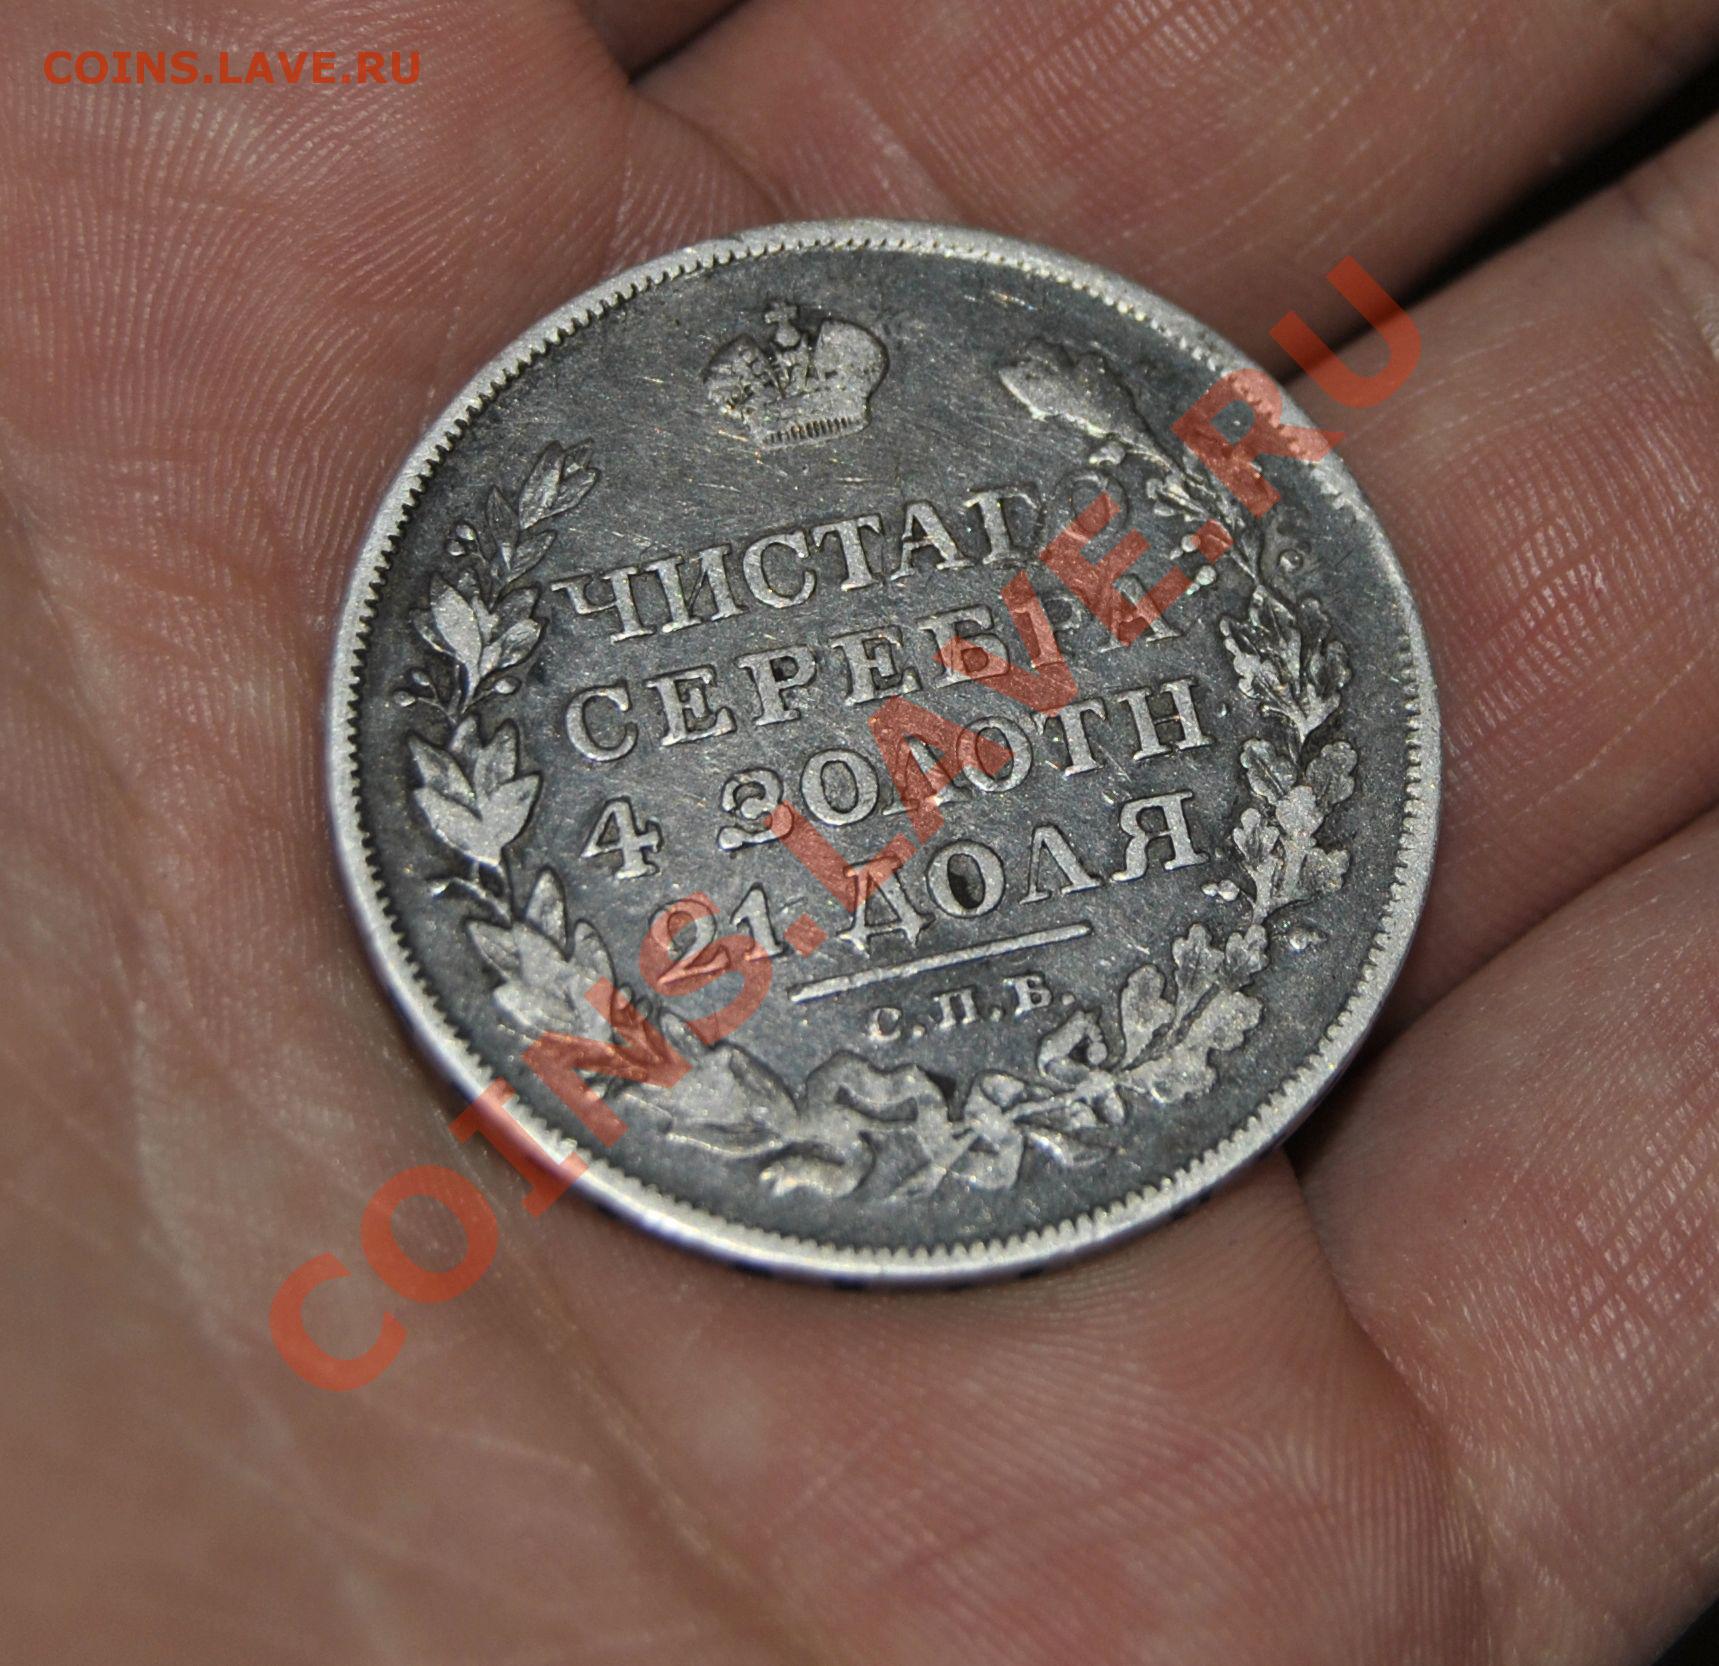 COINS.LAVE.RU
ЧИСТАГО
СЕРЕБРА
4 ЗОЛОТН
21 ДОЛЯ
С.П.Б.
COINS.LAVE.RU